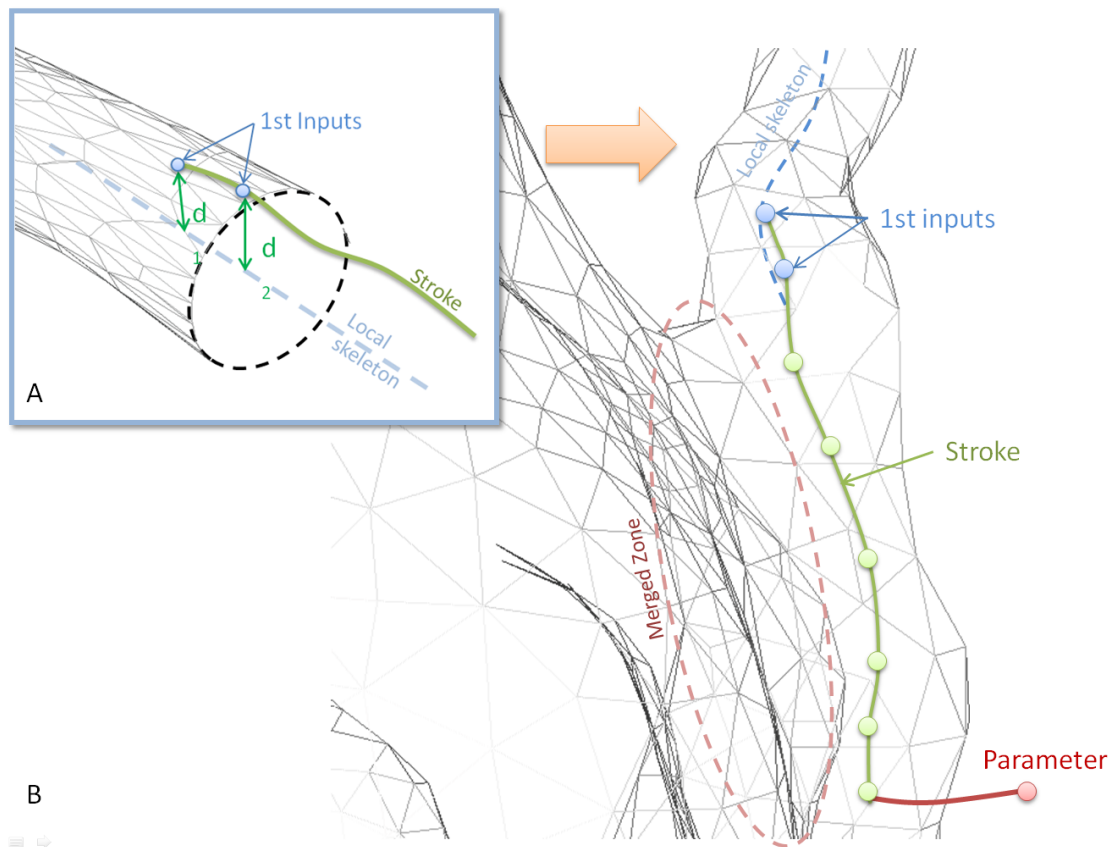 1st Inputs
d
1
d
2
Stroke
Local
skeleton
A
Local skeleton
1st inputs
Stroke
Merged Zone
Parameter
B